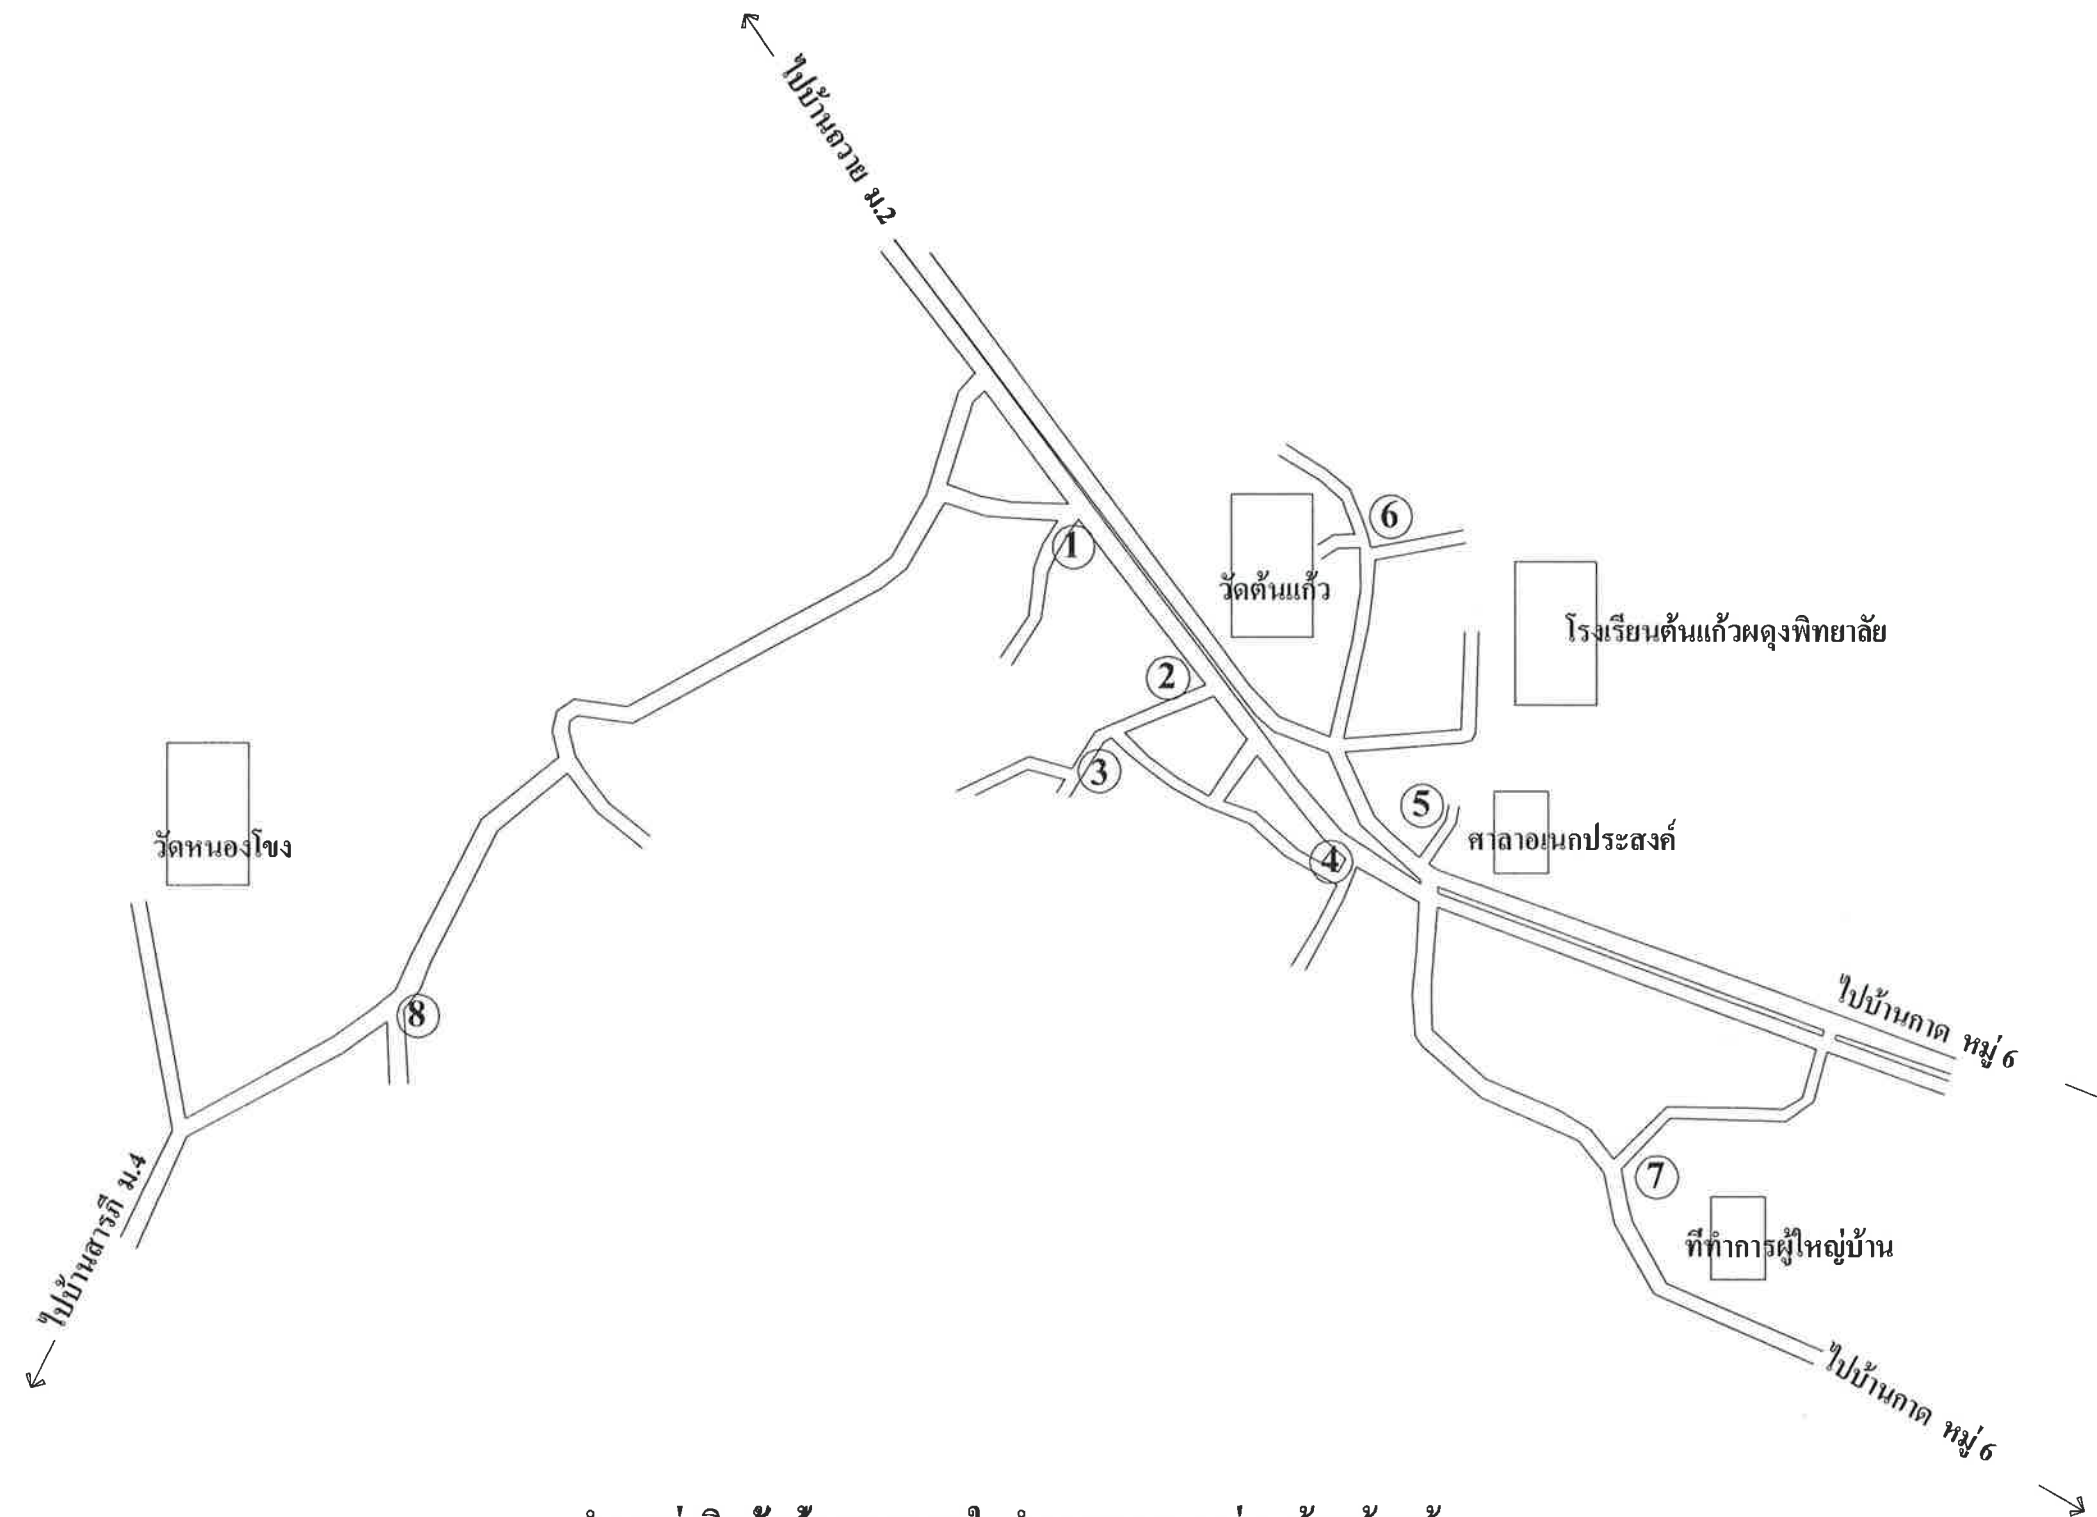 ไปบ้านถวาย ม.2
6
1
วัดต้นแก้ว
โรงเรียนต้นแก้วผดุงพิทยาลัย
2
3
5
วัดหนองโขง
ศาลาอเนกประสงค์
4
8
ไปบ้านกาด หมู่ 6
7
ไปบ้านสารภี ม.4
ที่ทำการผู้ใหญ่บ้าน
ไปบ้านกาด หมู่ 6